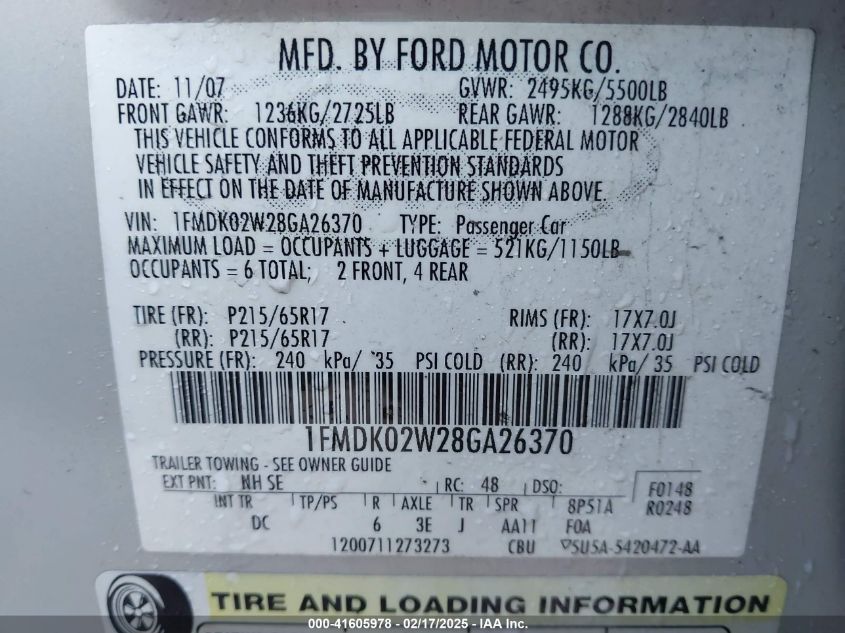 MFD. BY FORD MOTOR CO.
DATE: 11/07 GVWR: 2495KG/5500LB
FRONT GAWR: 1236KG/2725LB REAR GAWR: 1288KG/2840LB
THIS VEHICLE CONFORMS TO ALL APPLICABLE FEDERAL MOTOR
VEHICLE SAFETY AND THEFT PREVENTION STANDARDS
IN EFFECT ON THE DATE OF MANUFACTURE SHOWN ABOVE.
VIN: 1FMDK02W28GA26370 TYPE: Passenger Car
MAXIMUM LOAD = OCCUPANTS + LUGGAGE = 521KG/1150LB
OCCUPANTS = 6 TOTAL; 2 FRONT, 4 REAR
TIRE (FR): P215/65R17 RIMS (FR): 17X7.0J
(RR): P215/65R17 (RR): 17X7.0J
PRESSURE (FR): 240 kPa/ 35 PSI COLD (RR): 240 kPa/ 35 PSI COLD
1FMDK02W28GA26370
TRAILER TOWING - SEE OWNER GUIDE
EXT PNT: NH SE RC: 48 DSO: F0148
INT TR TP/PS R AXLE TR SPR 8P51A R0248
DC 6 3E J AA11 FOA
1200711273273 CBU 5U5A-5420472-AA
TIRE AND LOADING INFORMATION
000-41605978 - 02/17/2025 - IAAI.com